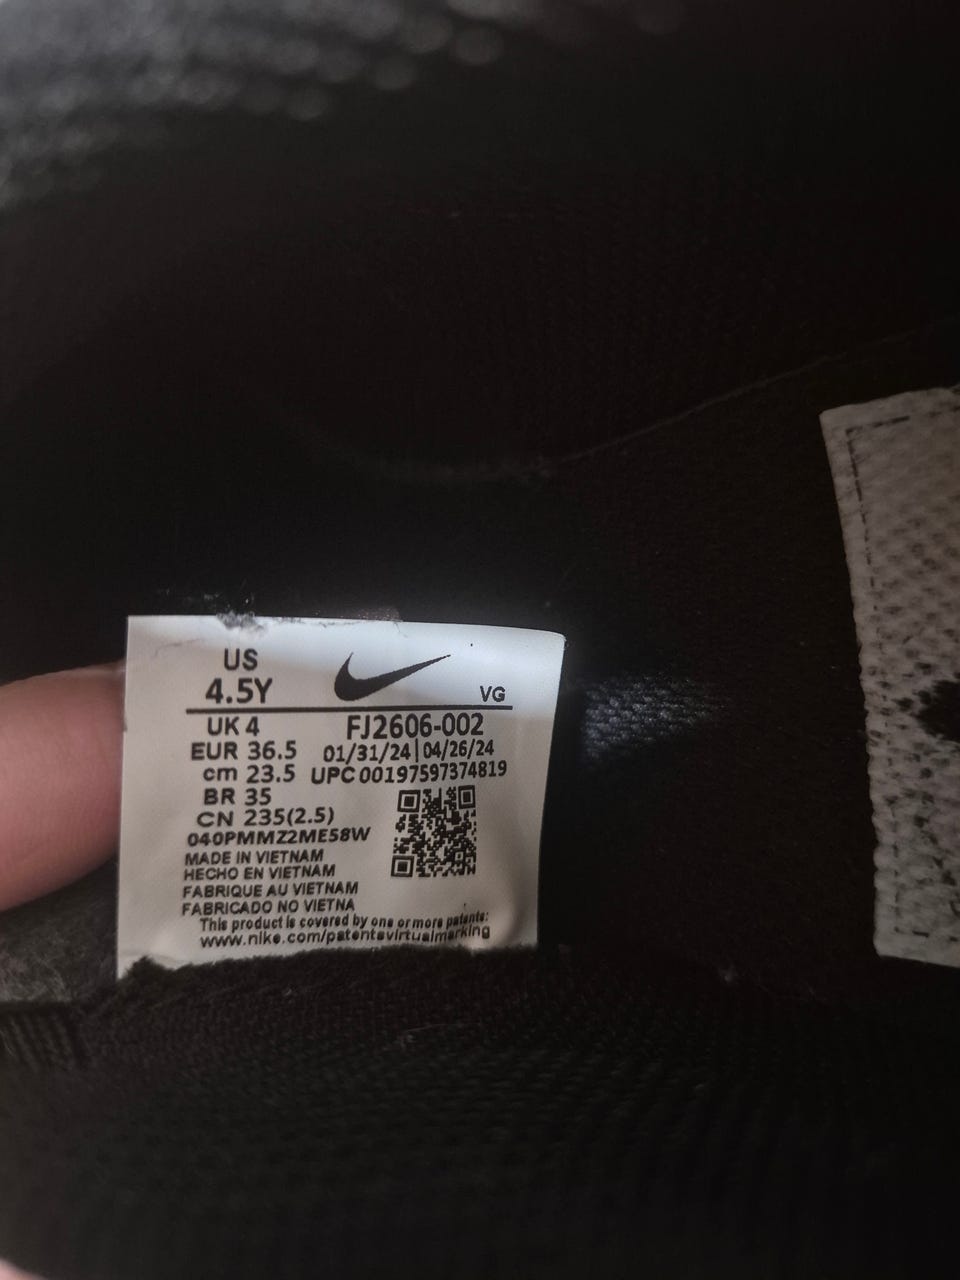 US
4.5Y
VG
UK 4
FJ2606-002
EUR 36.5
01/31/24 | 04/26/24
cm 23.5
UPC 00197597374819
BR 35
CN 235(2.5)
040PMMZ2ME58W
MADE IN VIETNAM
HECHO EN VIETNAM
FABRIQUE AU VIETNAM
FABRICADO NO VIETNA
This product is covered by one or more patents:
www.nike.com/patentsvirtualmarking